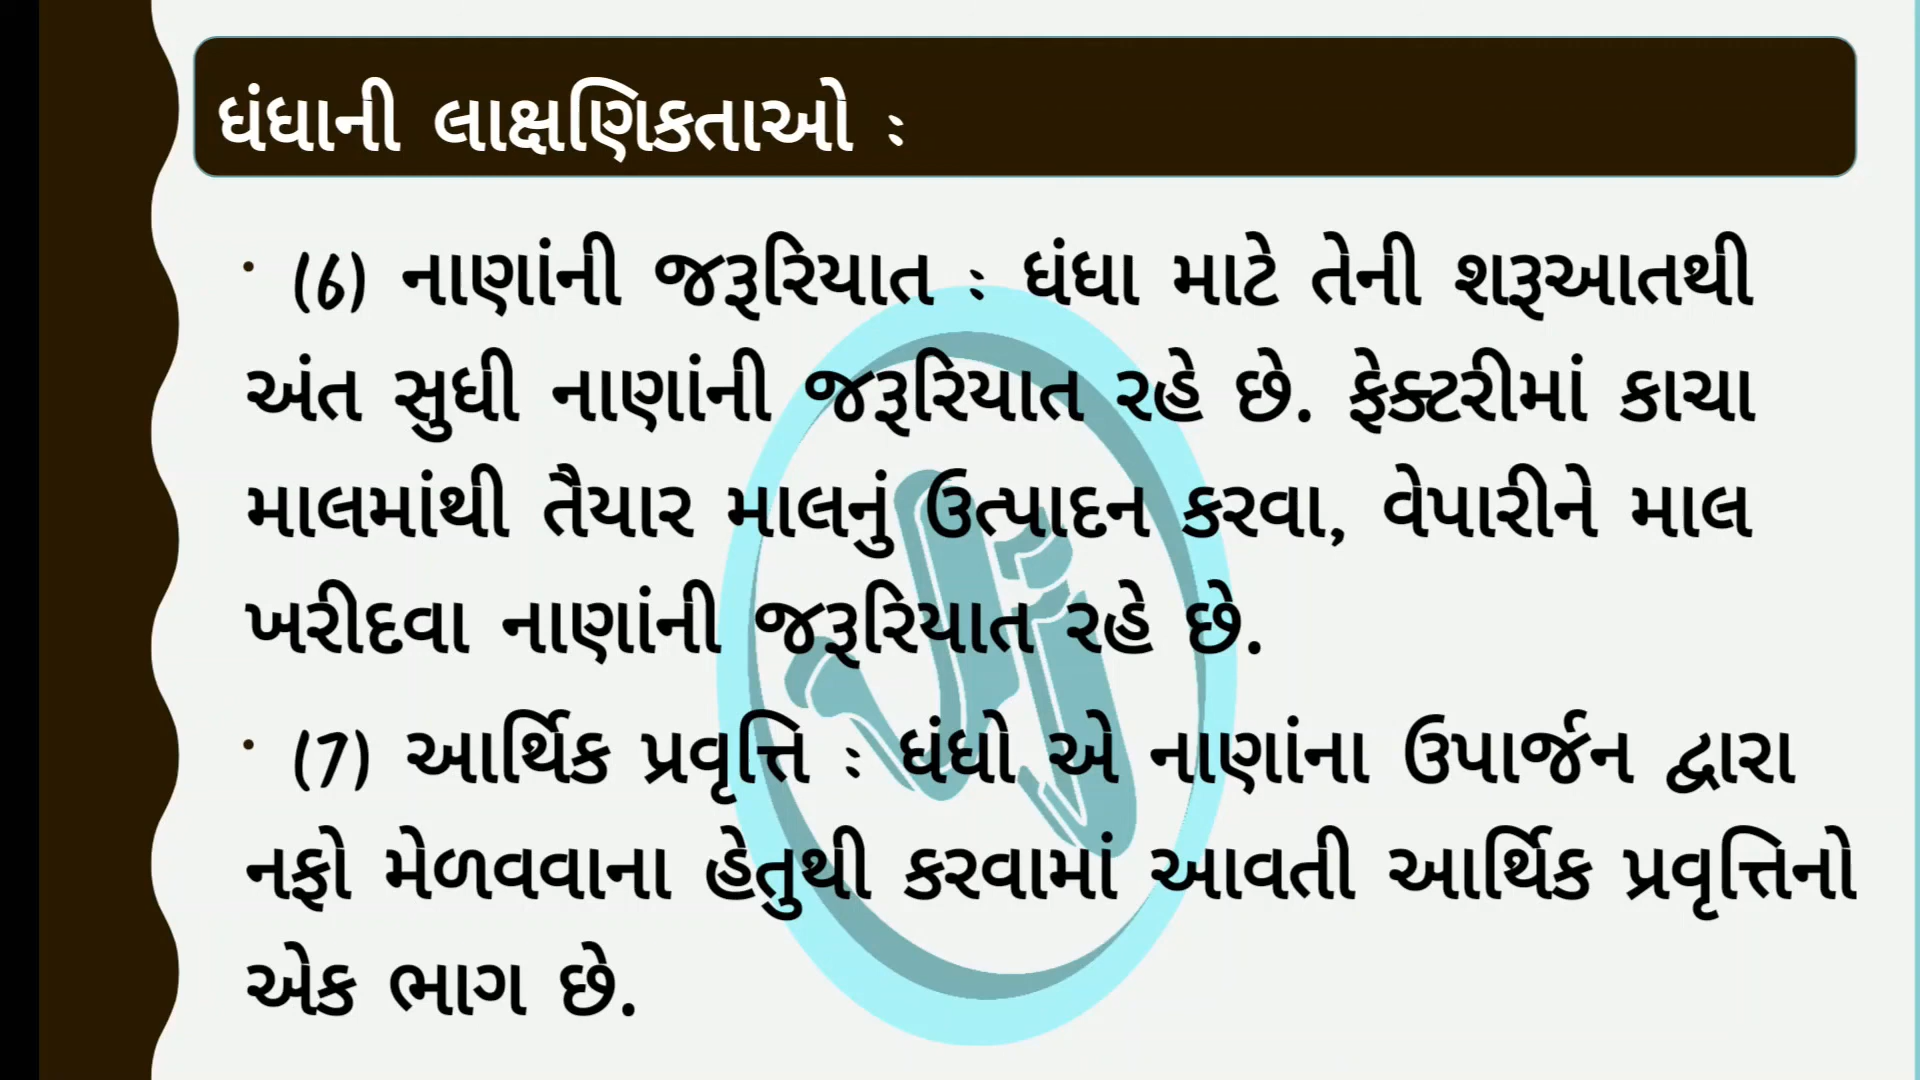 ધંધાની લાક્ષણિકતાઓ :
• (6) નાણાંની જરૂરિયાત : ધંધા માટે તેની શરૂઆતથી
અંત સુધી નાણાંની જરૂરિયાત રહે છે. ફેક્ટરીમાં કાચા
માલમાંથી તૈયાર માલનું ઉત્પાદન કરવા, વેપારીને માલ
ખરીદવા નાણાંની જરૂરિયાત રહે છે.
• (7) આર્થિક પ્રવૃત્તિ : ધંધો એ નાણાંના ઉપાર્જન દ્વારા
નફો મેળવવાના હેતુથી કરવામાં આવતી આર્થિક પ્રવૃત્તિનો
એક ભાગ છે.